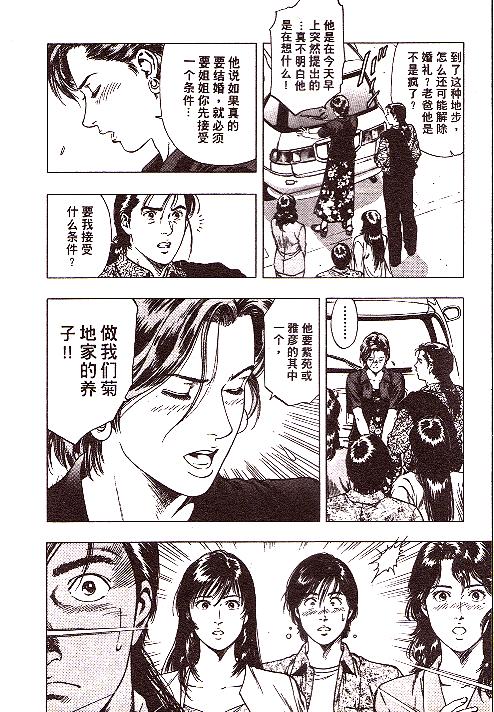 到了这种地步，
怎么还可能解除
婚礼？老爸他是
不是疯了？
他是在今天早
上突然提出的
…真不明白他
是在想什么！
他说如果真的
要结婚，就必须
要姐姐你先接受
一个条件…
要我接受
什么条件？
………
他要紫苑或
雅彦的其中
一个，
做我们菊
地家的养
子!!